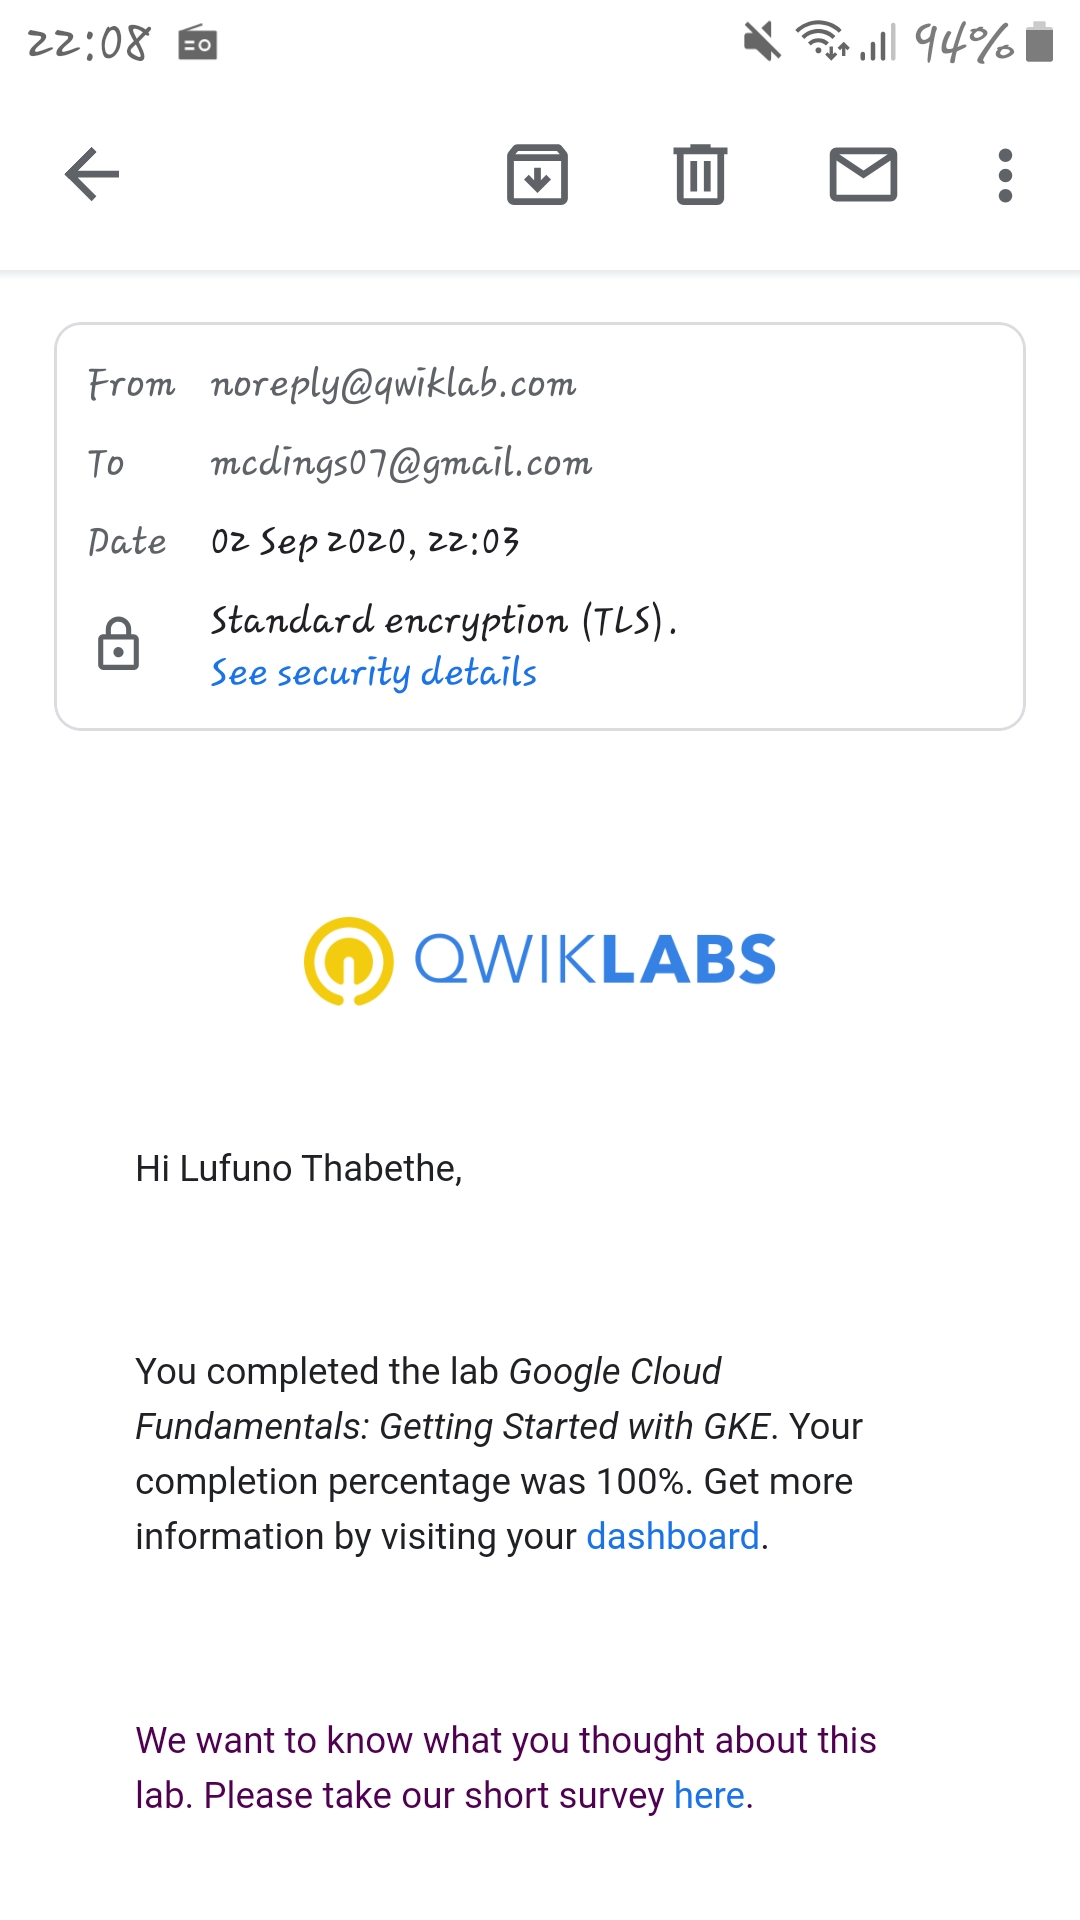 22:08 94%
From noreply@qwiklab.com
To mcdings07@gmail.com
Date 02 Sep 2020, 22:03
Standard encryption (TLS).
See security details
QWIKLABS
Hi Lufuno Thabethe,
You completed the lab Google Cloud
Fundamentals: Getting Started with GKE. Your
completion percentage was 100%. Get more
information by visiting your dashboard.
We want to know what you thought about this
lab. Please take our short survey here.